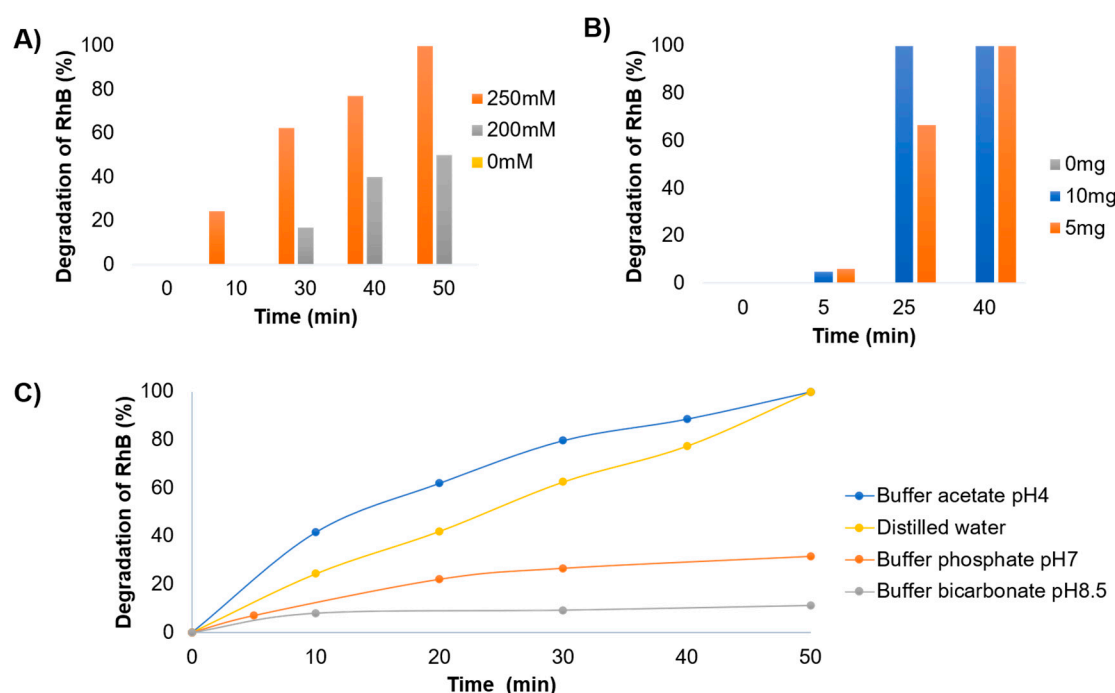 A)
Degradation of RhB (%)
100
80
60
40
20
0
0 10 30 40 50
Time (min)
250mM
200mM
0mM
B)
Degradation of RhB (%)
100
80
60
40
20
0
0 5 25 40
Time (min)
0mg
10mg
5mg
C)
Degradation of RhB (%)
100
80
60
40
20
0
0 10 20 30 40 50
Time (min)
Buffer acetate pH4
Distilled water
Buffer phosphate pH7
Buffer bicarbonate pH8.5